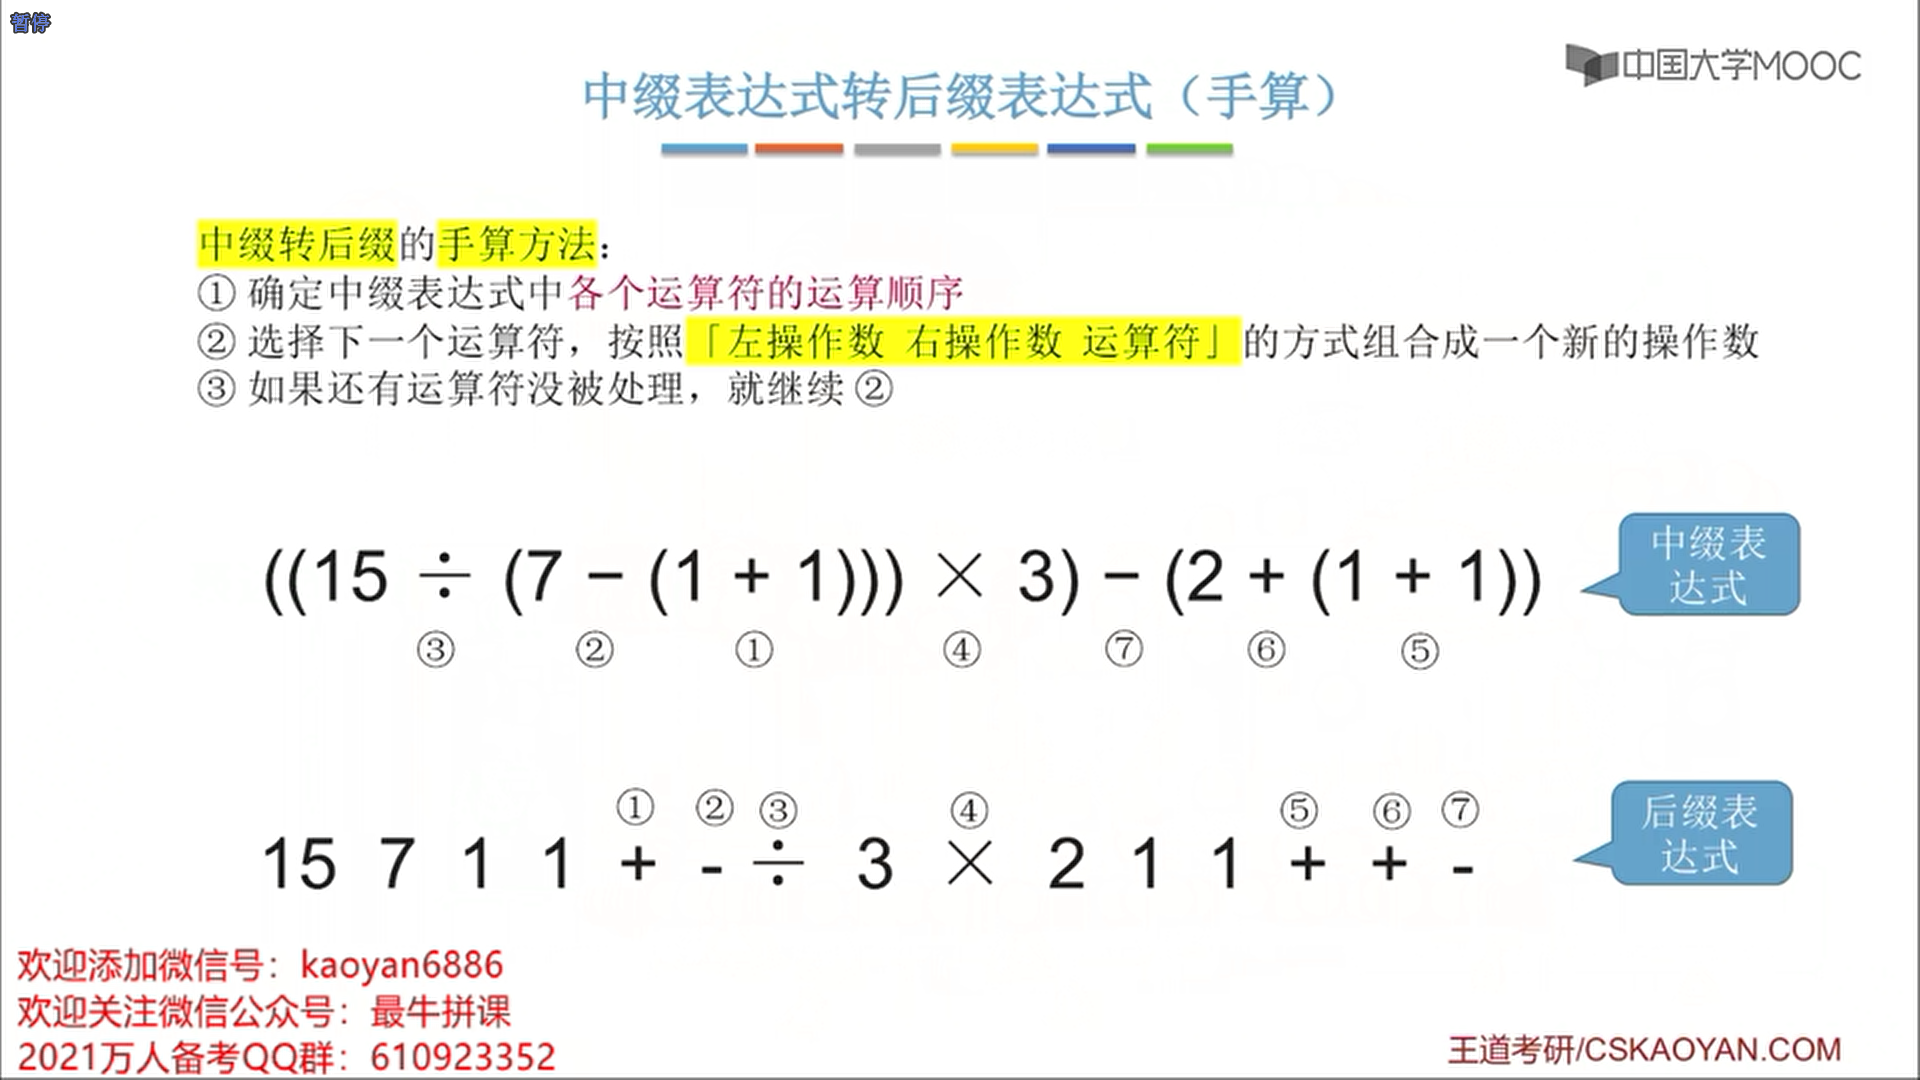 暂停
中国大学MOOC
中缀表达式转后缀表达式（手算）
中缀转后缀的手算方法：
① 确定中缀表达式中各个运算符的运算顺序
② 选择下一个运算符，按照「左操作数 右操作数 运算符」的方式组合成一个新的操作数
③ 如果还有运算符没被处理，就继续 ②
((15 ÷ (7 − (1 + 1))) × 3) − (2 + (1 + 1))
中缀表
达式
③ ② ① ④ ⑦ ⑥ ⑤
① ② ③ ④ ⑤ ⑥ ⑦
15 7 1 1 + - ÷ 3 × 2 1 1 + + -
后缀表
达式
欢迎添加微信号：kaoyan6886
欢迎关注微信公众号：最牛拼课
2021万人备考QQ群：610923352
王道考研/CSKAOYAN.COM